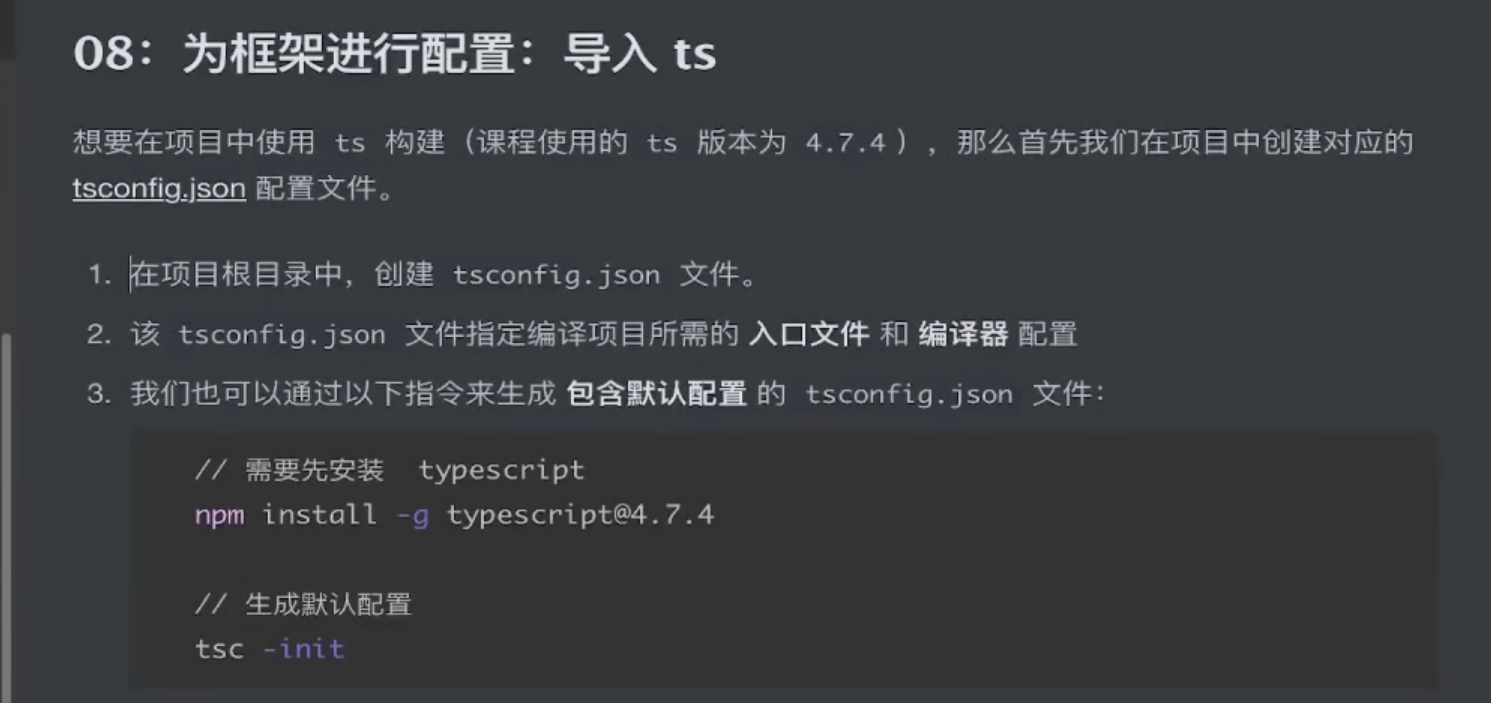 08：为框架进行配置：导入 ts
想要在项目中使用 ts 构建（课程使用的 ts 版本为 4.7.4），那么首先我们在项目中创建对应的
tsconfig.json 配置文件。
1. 在项目根目录中，创建 tsconfig.json 文件。
2. 该 tsconfig.json 文件指定编译项目所需的 入口文件 和 编译器 配置
3. 我们也可以通过以下指令来生成 包含默认配置 的 tsconfig.json 文件：
// 需要先安装 typescript
npm install -g typescript@4.7.4
// 生成默认配置
tsc -init